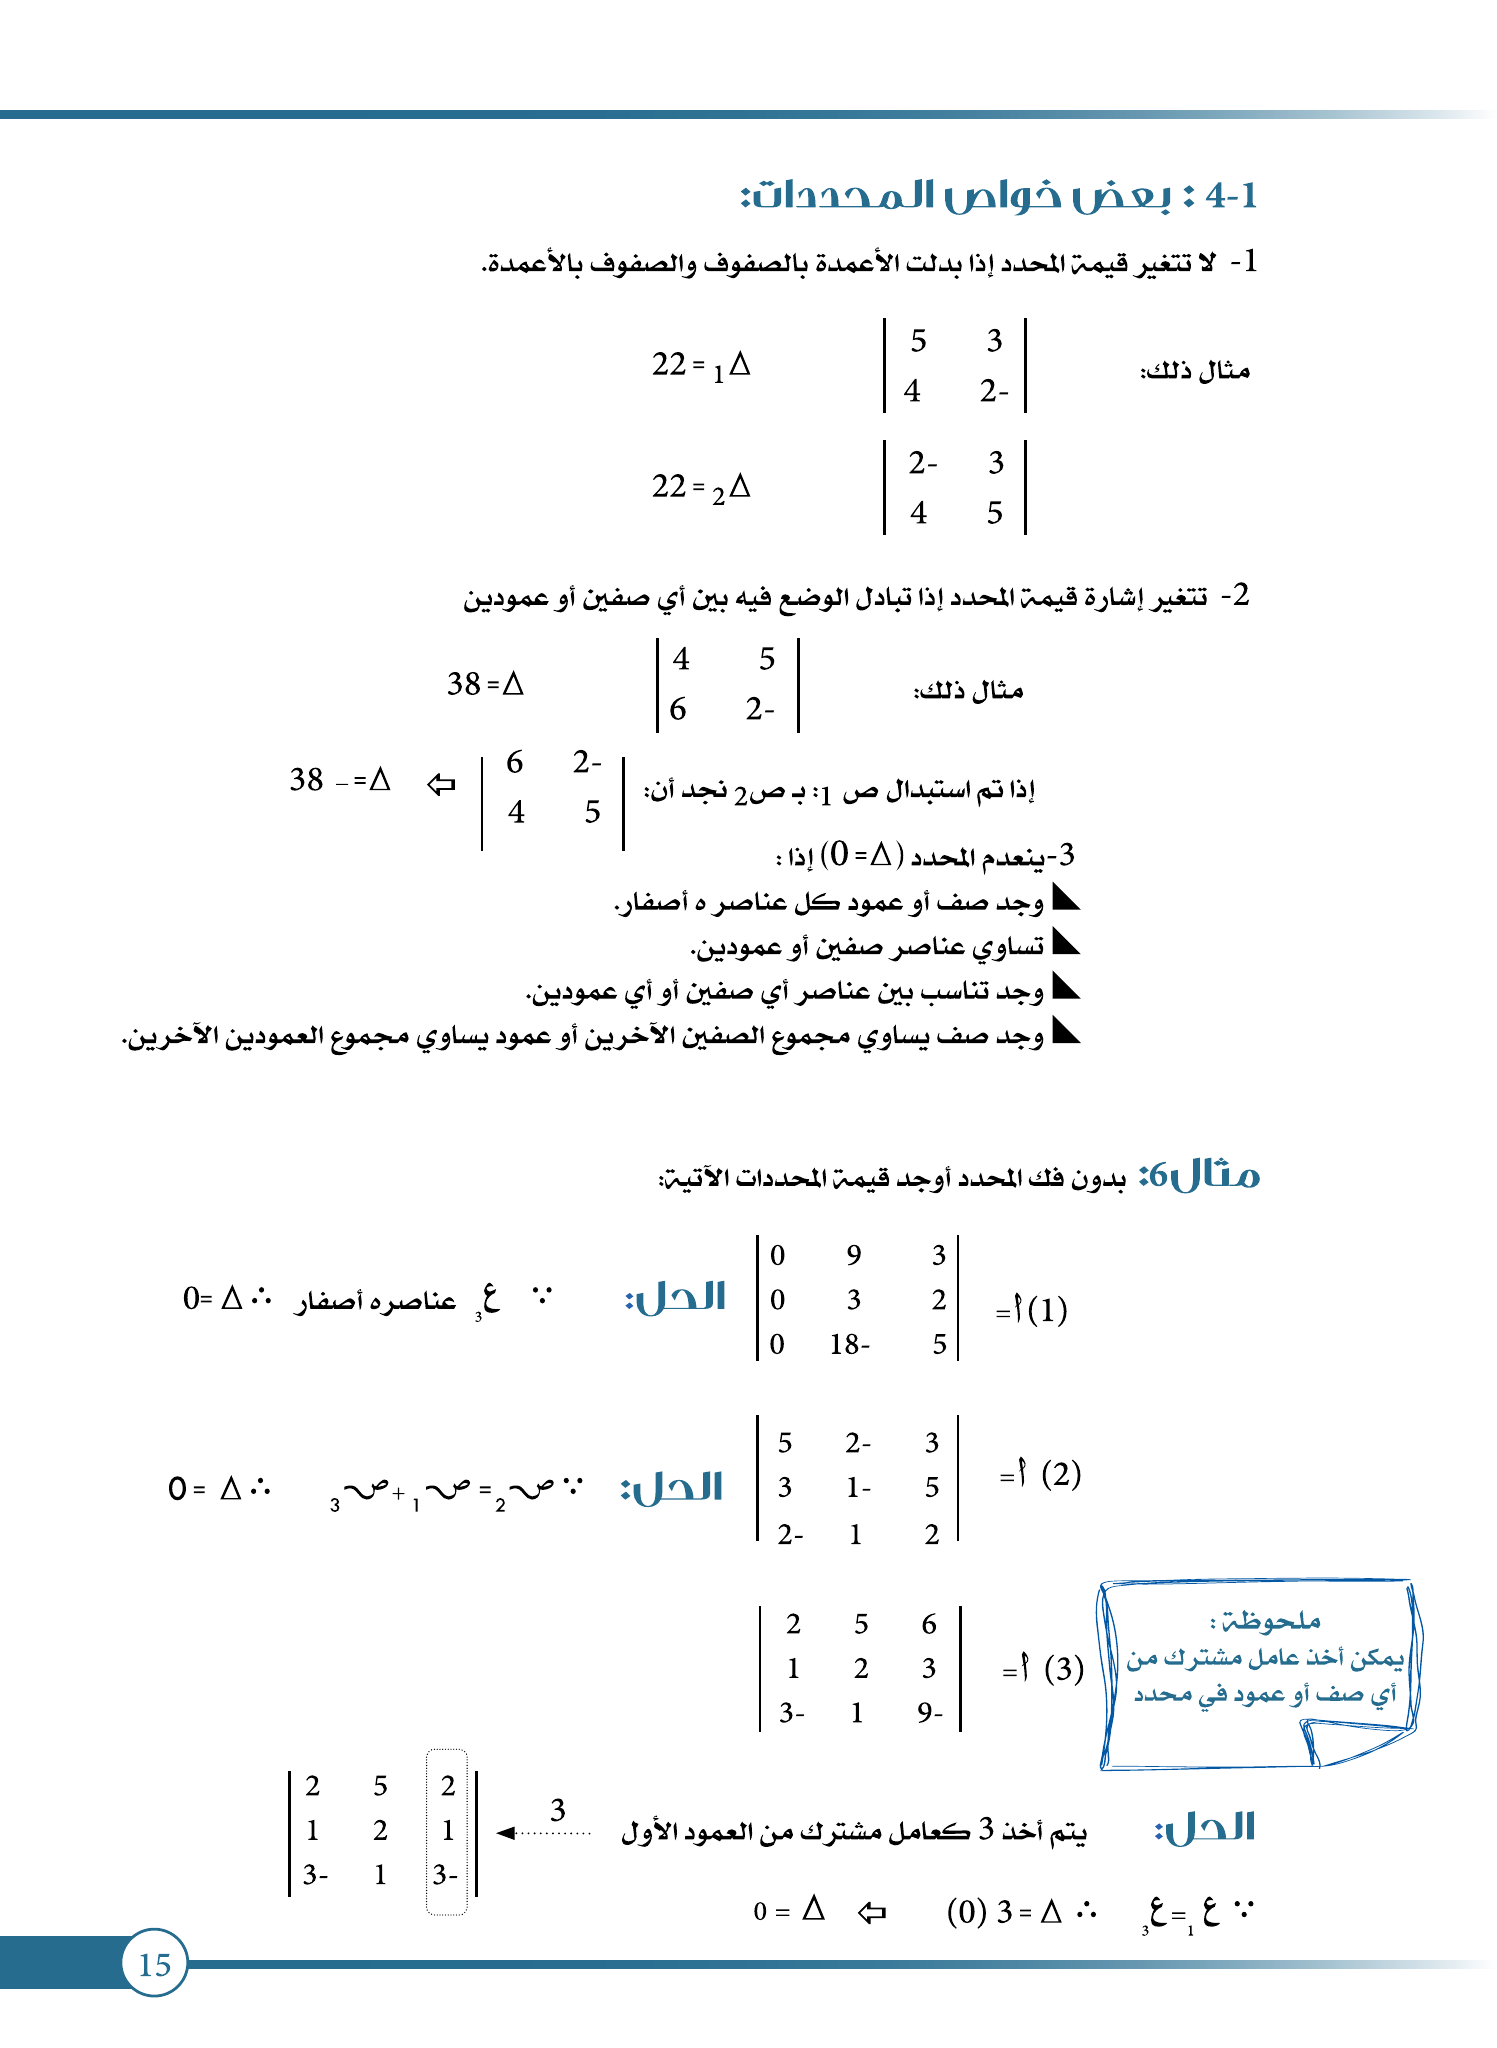 4-1 : بعض خواص المحددات:
1- لا تتغير قيمة المحدد إذا بدلت الأعمدة بالصفوف والصفوف بالأعمدة.
3 5
مثال ذلك: Δ1 = 22
-2 4
3 -2
Δ2 = 22
5 4
2- تتغير إشارة قيمة المحدد إذا تبادل الوضع فيه بين أي صفين أو عمودين
5 4
مثال ذلك: Δ= 38
-2 6
-2 6
إذا تم استبدال ص 1: بـ ص2 نجد أن: ⇦ Δ=– 38
5 4
3-ينعدم المحدد (Δ= 0) إذا :
◣ وجد صف أو عمود كل عناصر ه أصفار.
◣ تساوي عناصر صفين أو عمودين.
◣ وجد تناسب بين عناصر أي صفين أو أي عمودين.
◣ وجد صف يساوي مجموع الصفين الآخرين أو عمود يساوي مجموع العمودين الآخرين.
مثال6: بدون فك المحدد أوجد قيمة المحددات الآتية:
3 9 0
(1) أ= 2 3 0 الحل: ∵ ع3 عناصره أصفار ∴ Δ =0
5 -18 0
3 -2 5
(2) أ= 5 -1 3 الحل: ∵ ص2 = ص1 + ص3 ∴ Δ = 0
2 1 -2
ملحوظة :
يمكن أخذ عامل مشترك من
أي صف أو عمود في محدد
6 5 2
(3) أ= 3 2 1
-9 1 -3
2 5 2
الحل: يتم أخذ 3 كعامل مشترك من العمود الأول 3 1 2 1
-3 1 -3
∵ ع1 = ع3 ∴ Δ = 3 (0) ⇦ Δ = 0
15